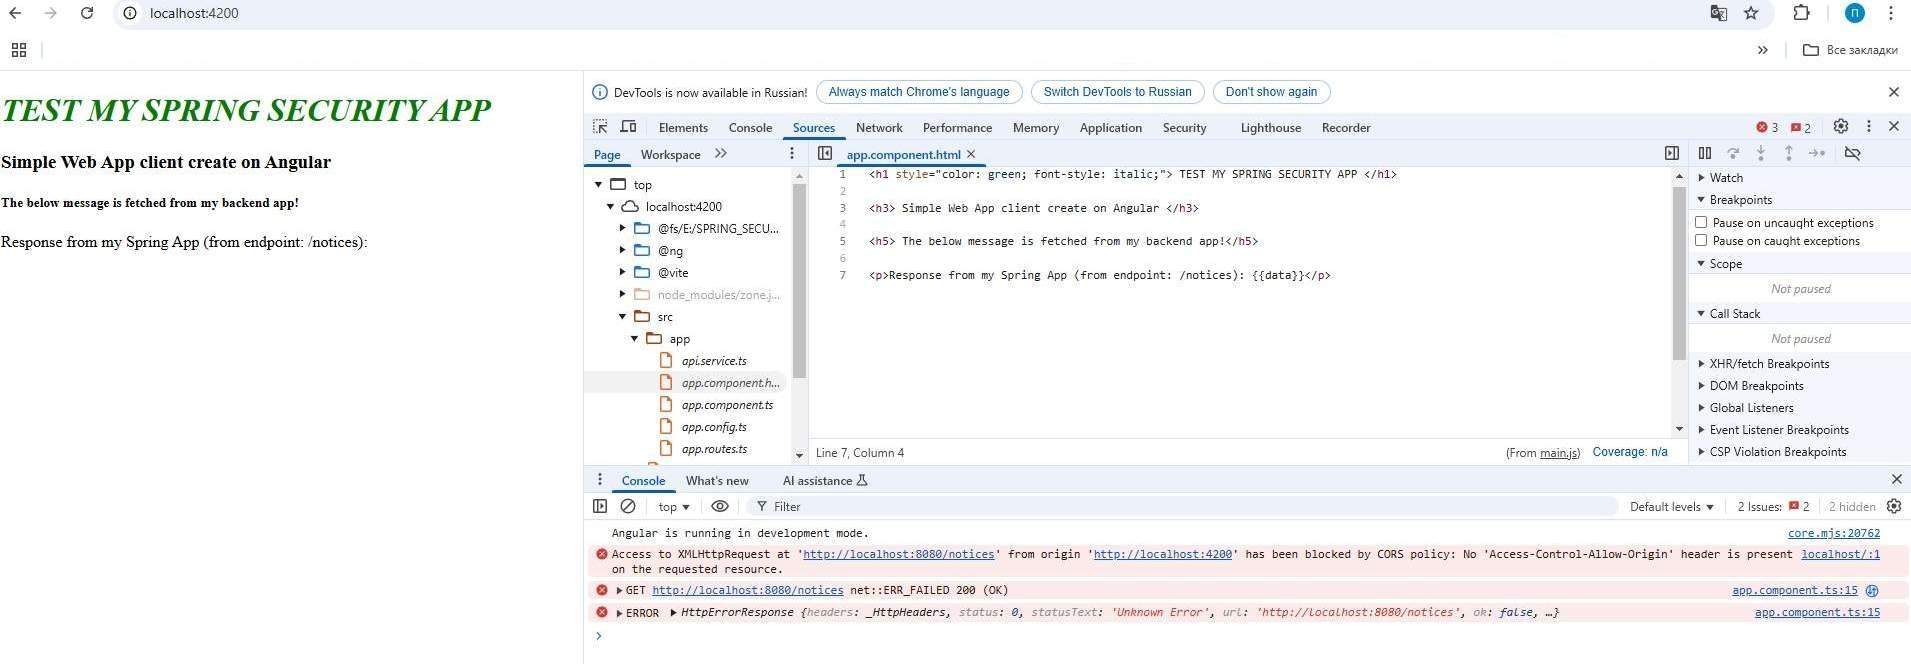 localhost:4200
П
Все закладки
TEST MY SPRING SECURITY APP
Simple Web App client create on Angular
The below message is fetched from my backend app!
Response from my Spring App (from endpoint: /notices):
DevTools is now available in Russian!
Always match Chrome's language
Switch DevTools to Russian
Don't show again
Elements
Console
Sources
Network
Performance
Memory
Application
Security
Lighthouse
Recorder
3
2
Page
Workspace
top
localhost:4200
@fs/E:/SPRING_SECU...
@ng
@vite
node_modules/zone.j...
src
app
api.service.ts
app.component.h...
app.component.ts
app.config.ts
app.routes.ts
app.component.html
1 <h1 style="color: green; font-style: italic;"> TEST MY SPRING SECURITY APP </h1>
2
3 <h3> Simple Web App client create on Angular </h3>
4
5 <h5> The below message is fetched from my backend app!</h5>
6
7 <p>Response from my Spring App (from endpoint: /notices): {{data}}</p>
Line 7, Column 4
(From main.js)
Coverage: n/a
Watch
Breakpoints
Pause on uncaught exceptions
Pause on caught exceptions
Scope
Not paused
Call Stack
Not paused
XHR/fetch Breakpoints
DOM Breakpoints
Global Listeners
Event Listener Breakpoints
CSP Violation Breakpoints
Console
What's new
AI assistance
top
Filter
Default levels
2 Issues: 2
2 hidden
Angular is running in development mode.
core.mjs:20762
Access to XMLHttpRequest at 'http://localhost:8080/notices' from origin 'http://localhost:4200' has been blocked by CORS policy: No 'Access-Control-Allow-Origin' header is present
localhost/:1
on the requested resource.
GET http://localhost:8080/notices net::ERR_FAILED 200 (OK)
app.component.ts:15
ERROR HttpErrorResponse {headers: _HttpHeaders, status: 0, statusText: 'Unknown Error', url: 'http://localhost:8080/notices', ok: false, …}
app.component.ts:15